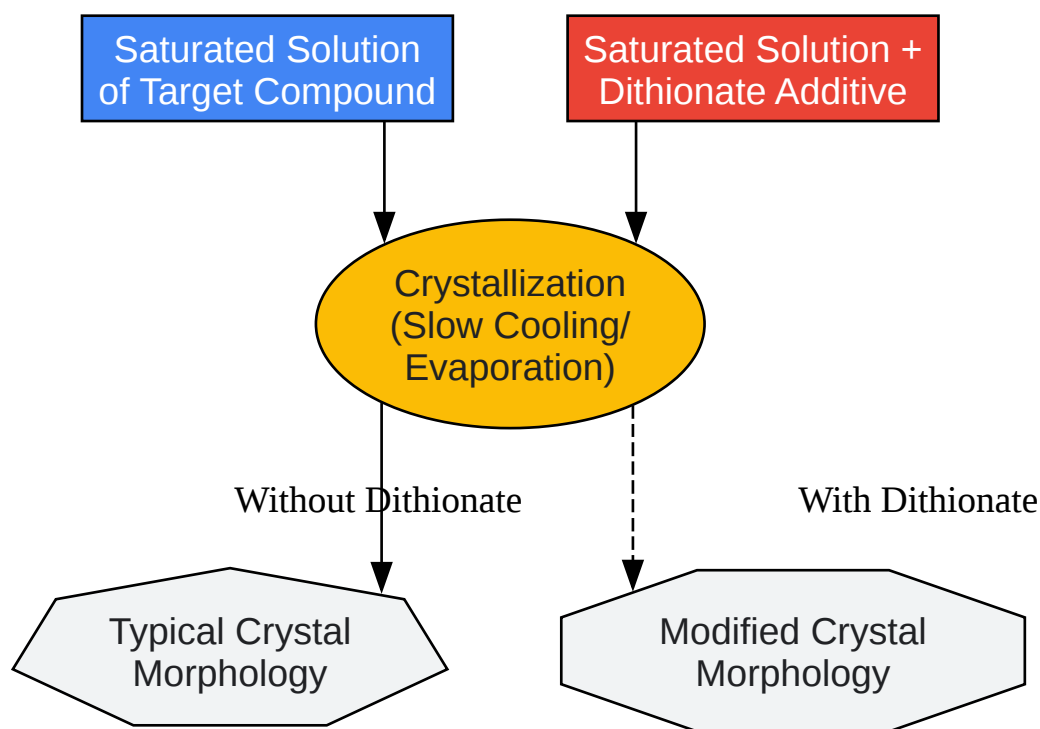 Saturated Solution
of Target Compound
Saturated Solution +
Dithionate Additive
Crystallization
(Slow Cooling/
Evaporation)
Without Dithionate
With Dithionate
Typical Crystal
Morphology
Modified Crystal
Morphology